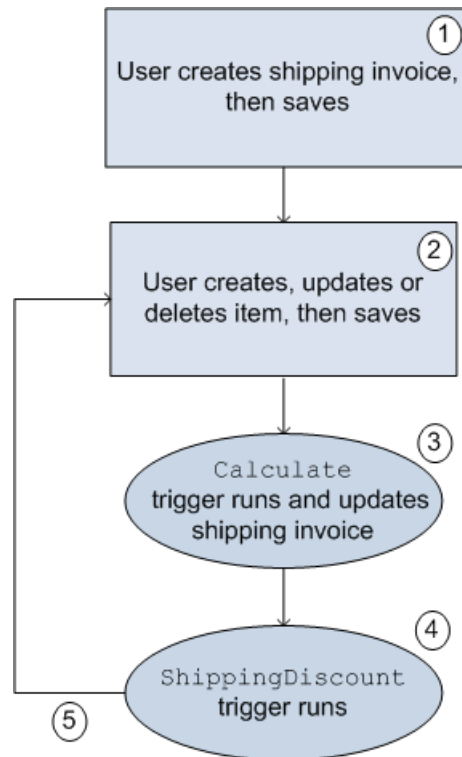 1
User creates shipping invoice,
then saves
2
User creates, updates or
deletes item, then saves
3
Calculate
trigger runs and updates
shipping invoice
4
ShippingDiscount
trigger runs
5